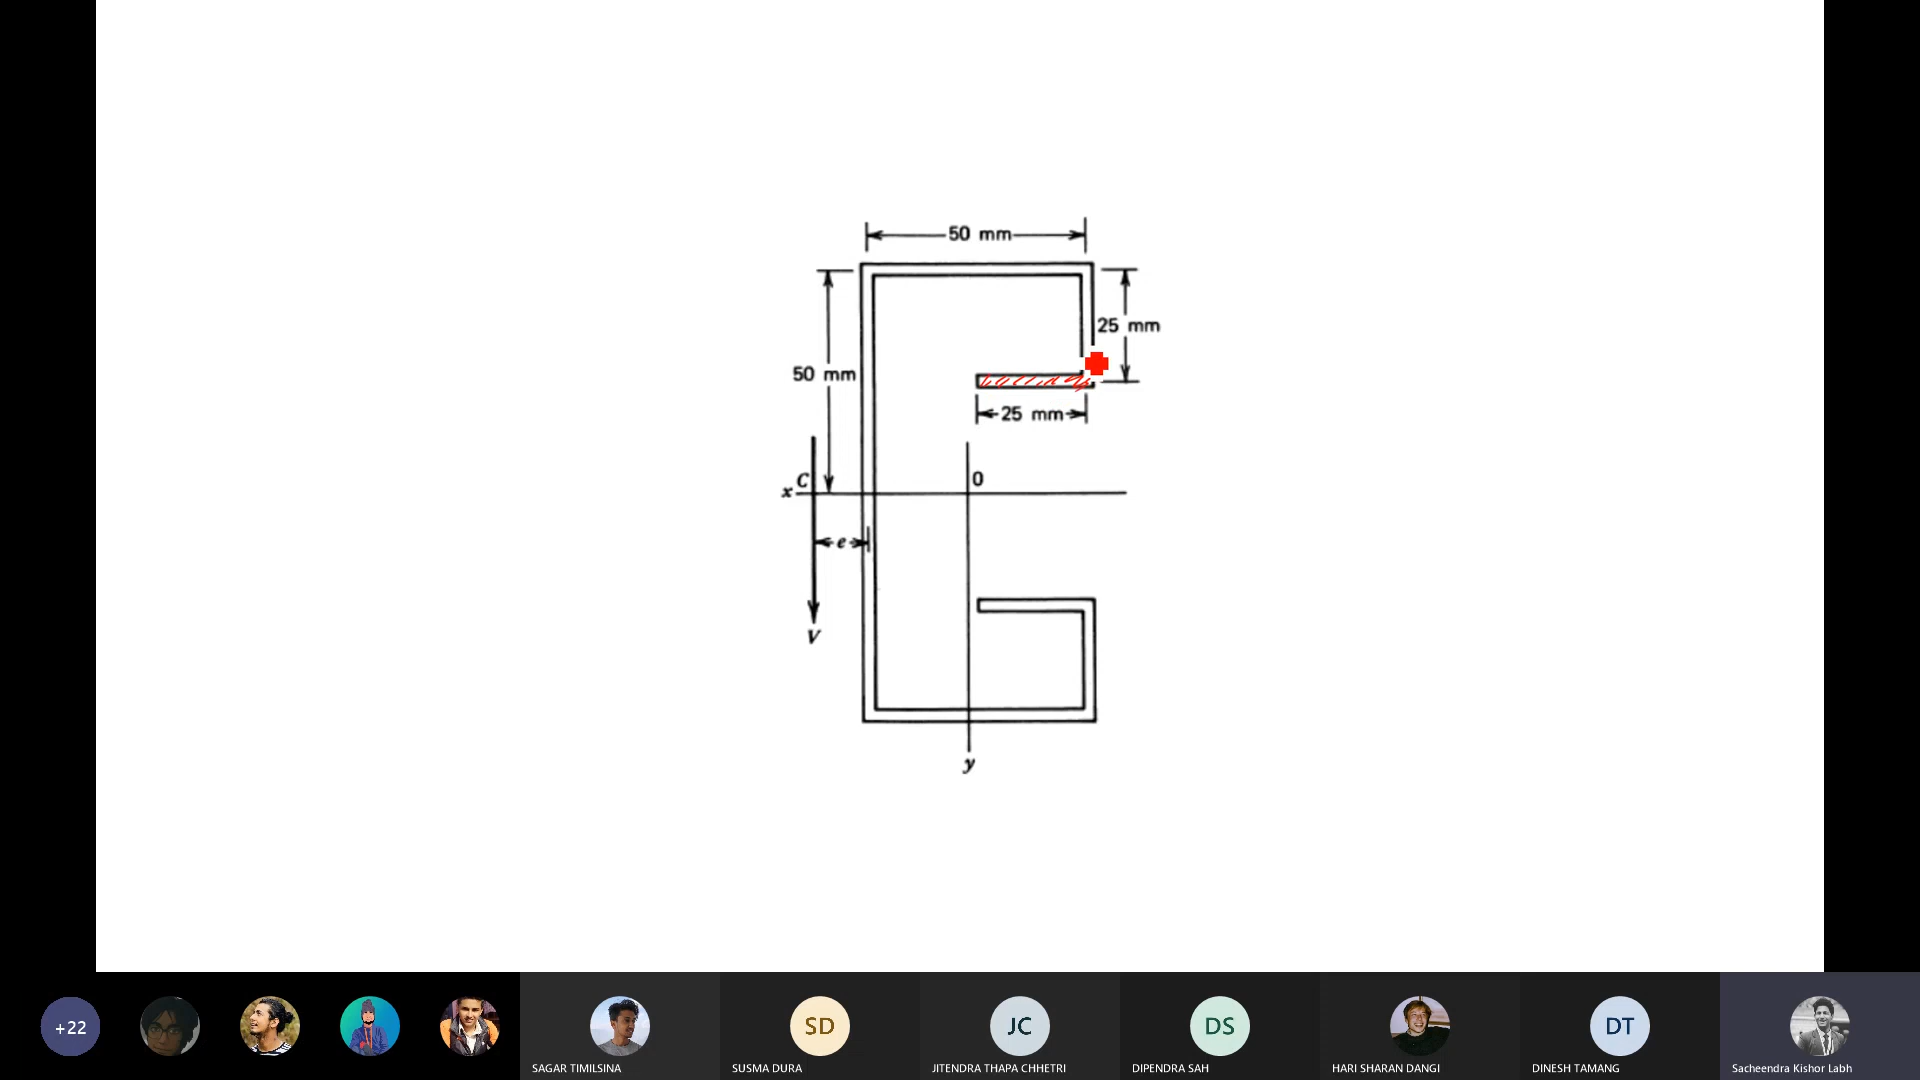 50 mm
25 mm
50 mm
25 mm
C
O
x
e
V
y
+22
SD
JC
DS
DT
SAGAR TIMILSINA
SUSMA DURA
JITENDRA THAPA CHHETRI
DIPENDRA SAH
HARI SHARAN DANGI
DINESH TAMANG
Sacheendra Kishor Labh